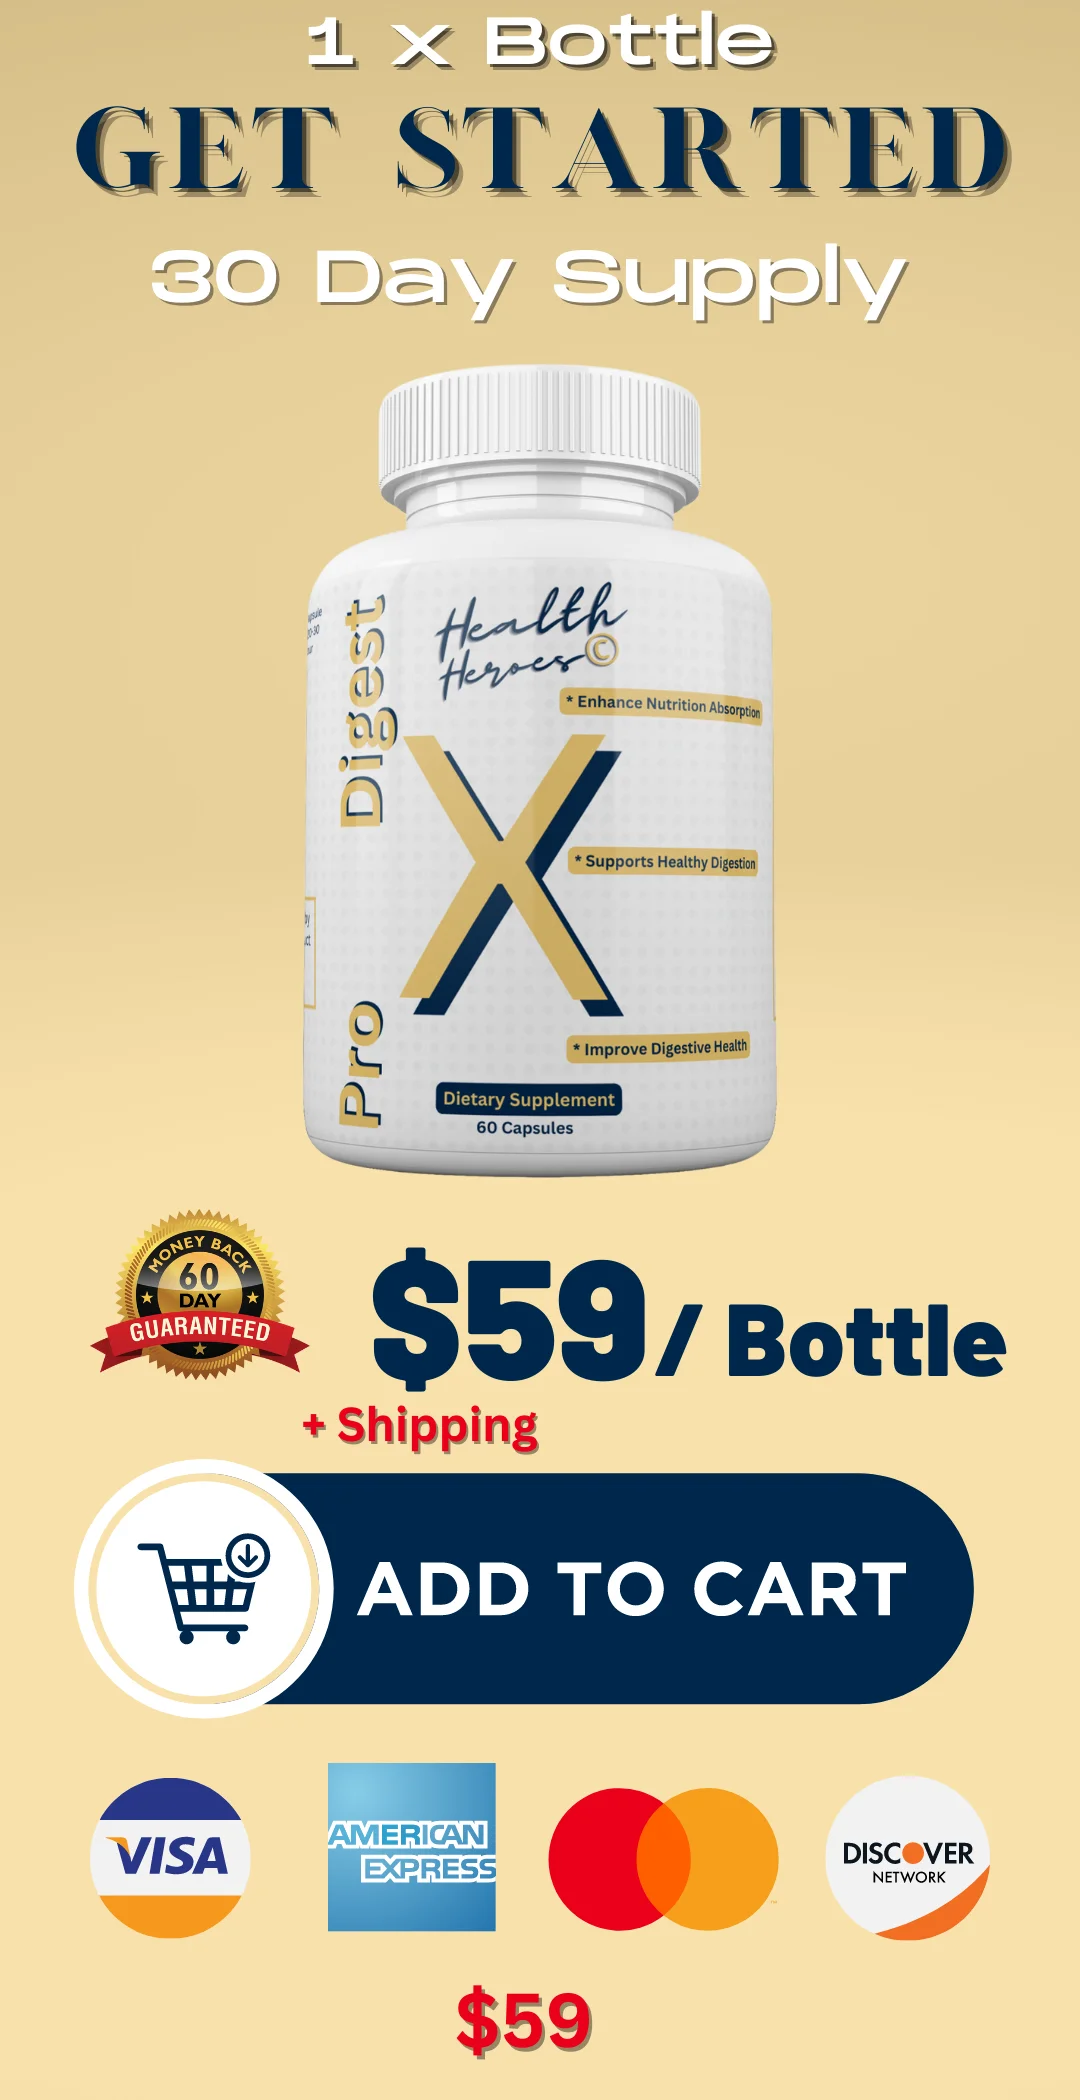 1 x Bottle
GET STARTED
30 Day Supply
Health
Heroes©
Pro Digest
X
* Enhance Nutrition Absorption
* Supports Healthy Digestion
* Improve Digestive Health
Dietary Supplement
60 Capsules
MONEY BACK
60
DAY
GUARANTEED
$59/ Bottle
+ Shipping
ADD TO CART
VISA
AMERICAN
EXPRESS
DISCOVER
NETWORK
$59